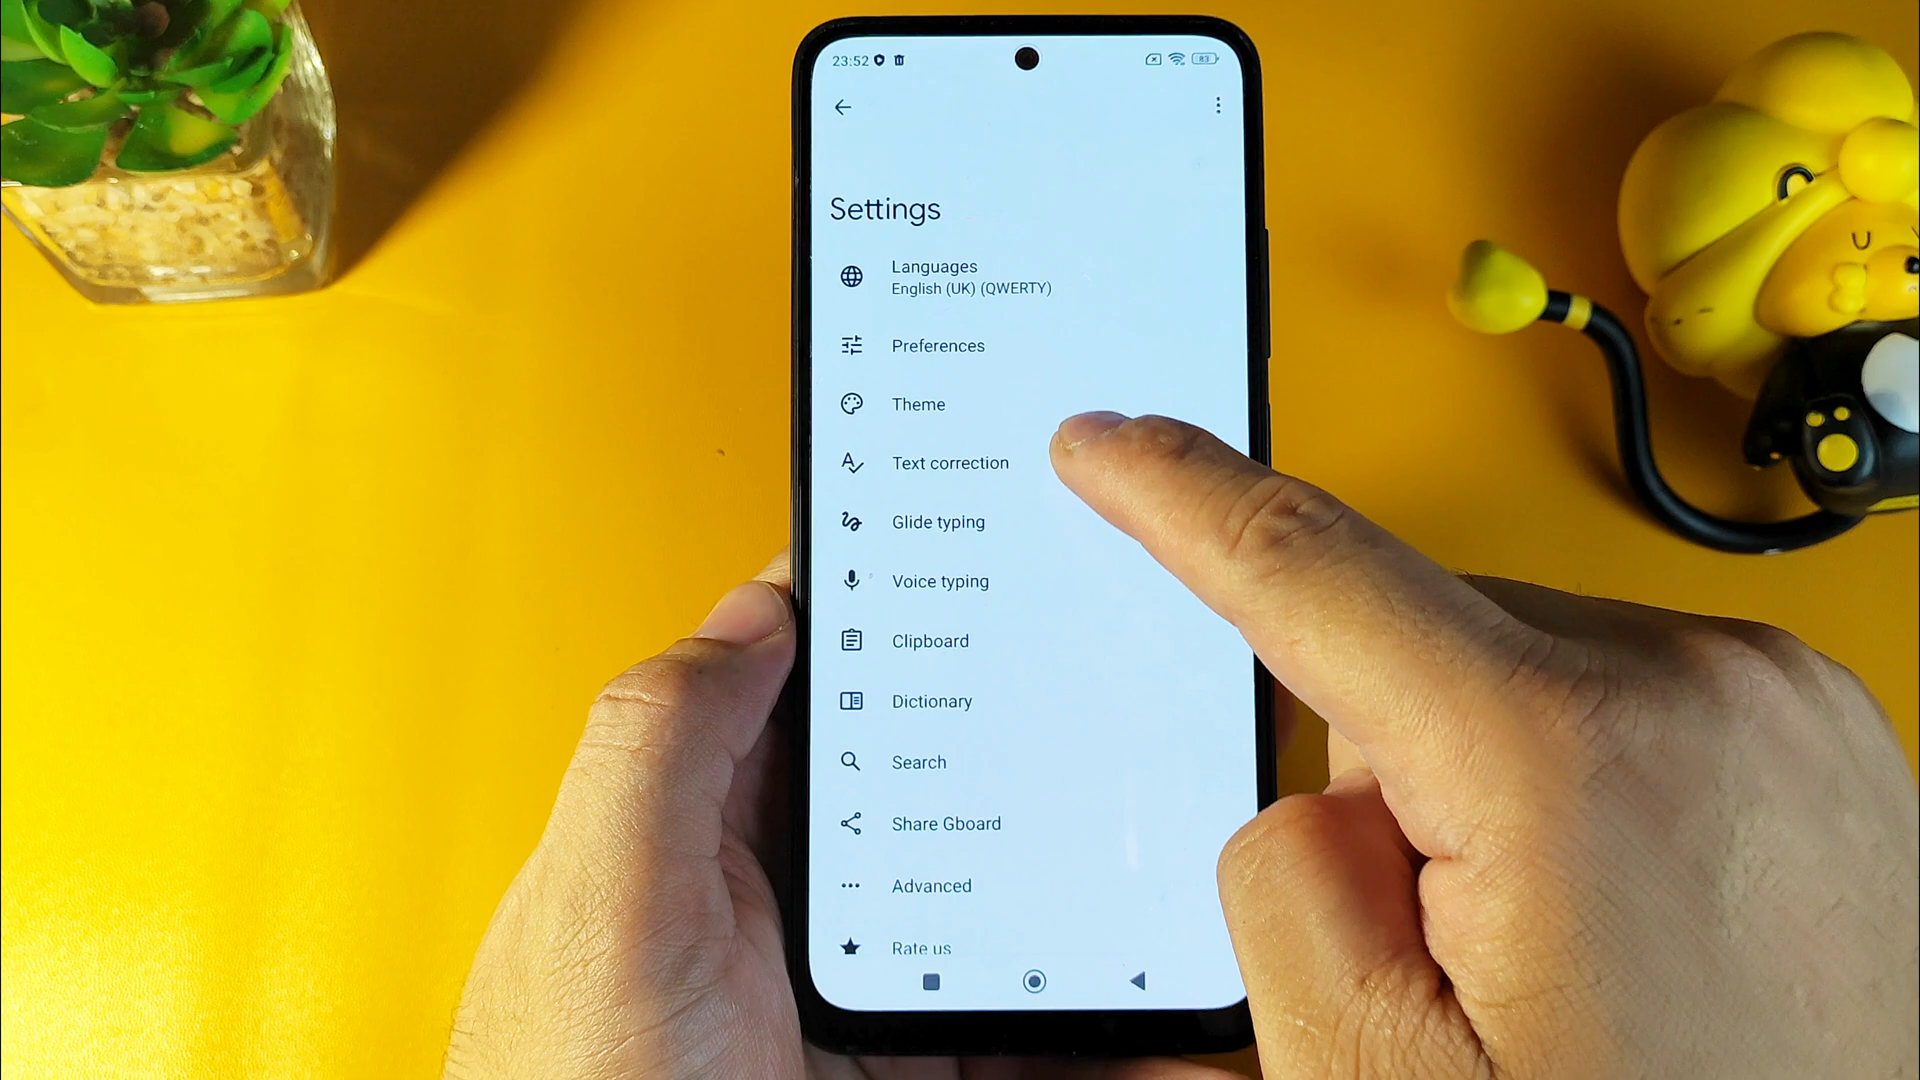 23:52
83
Settings
Languages
English (UK) (QWERTY)
Preferences
Theme
Text correction
Glide typing
Voice typing
Clipboard
Dictionary
Search
Share Gboard
Advanced
Rate us